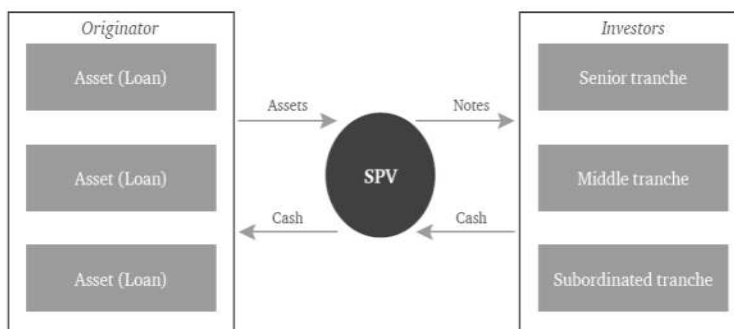 Originator
Investors
Asset (Loan)
Senior tranche
Assets
Notes
Asset (Loan)
SPV
Middle tranche
Cash
Cash
Asset (Loan)
Subordinated tranche